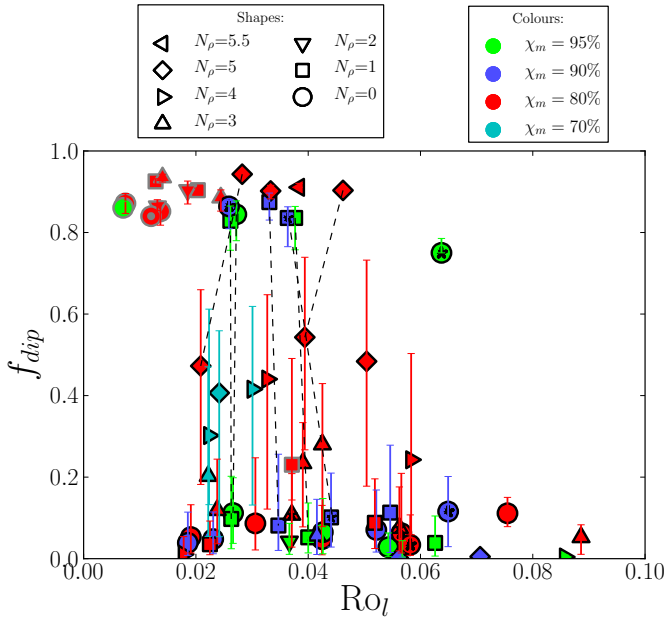 Shapes:
N_ρ=5.5
N_ρ=5
N_ρ=4
N_ρ=3
N_ρ=2
N_ρ=1
N_ρ=0
Colours:
χ_m = 95%
χ_m = 90%
χ_m = 80%
χ_m = 70%
1.0
0.8
0.6
0.4
0.2
0.0
f_dip
0.00 0.02 0.04 0.06 0.08 0.10
Ro_l